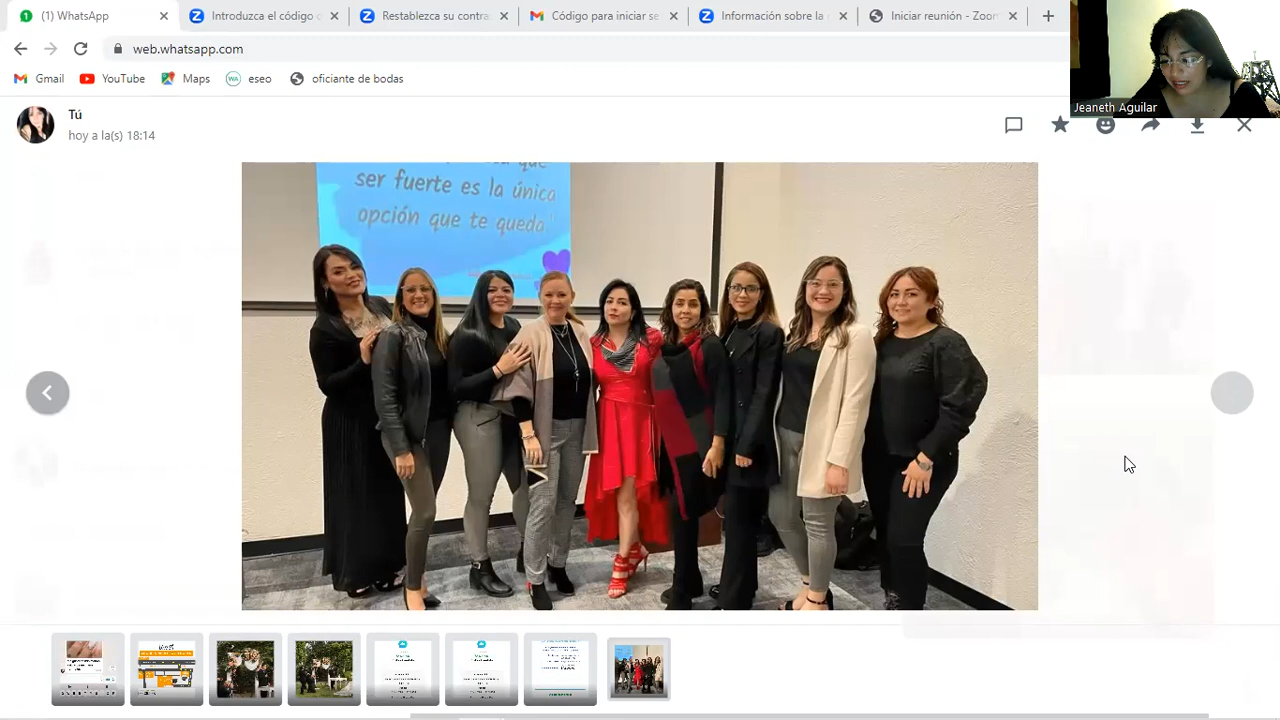 (1) WhatsApp
Introduzca el código d
Restablezca su contra
Código para iniciar se
Información sobre la
Iniciar reunión - Zoom
web.whatsapp.com
Gmail
YouTube
Maps
eseo
oficiante de bodas
Jeaneth Aguilar
Tú
hoy a la(s) 18:14
que
ser fuerte es la única
opción que te queda"